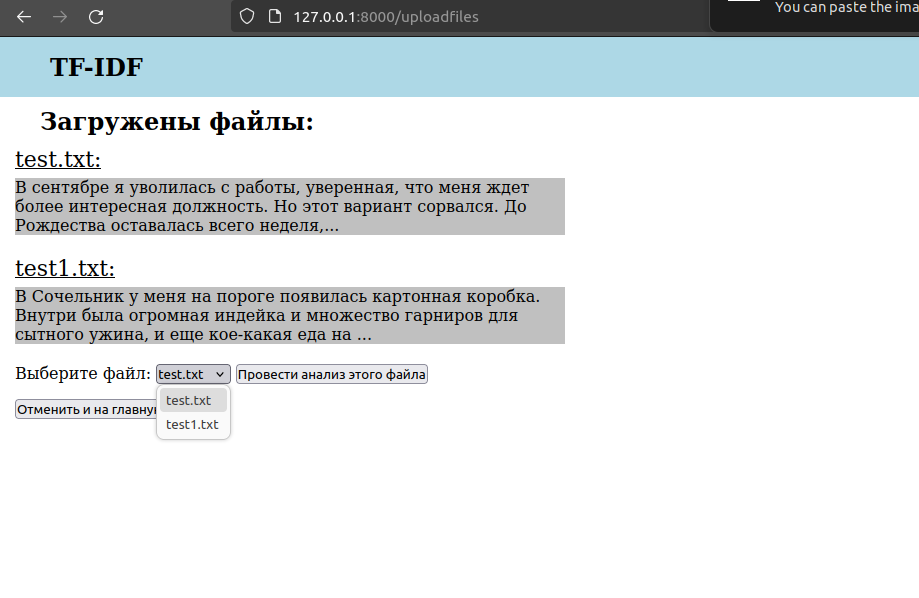 127.0.0.1:8000/uploadfiles
You can paste the ima
TF-IDF
Загружены файлы:
test.txt:
В сентябре я уволилась с работы, уверенная, что меня ждет
более интересная должность. Но этот вариант сорвался. До
Рождества оставалась всего неделя,...
test1.txt:
В Сочельник у меня на пороге появилась картонная коробка.
Внутри была огромная индейка и множество гарниров для
сытного ужина, и еще кое-какая еда на ...
Выберите файл: test.txt Провести анализ этого файла
test.txt
Отменить и на главну
test1.txt